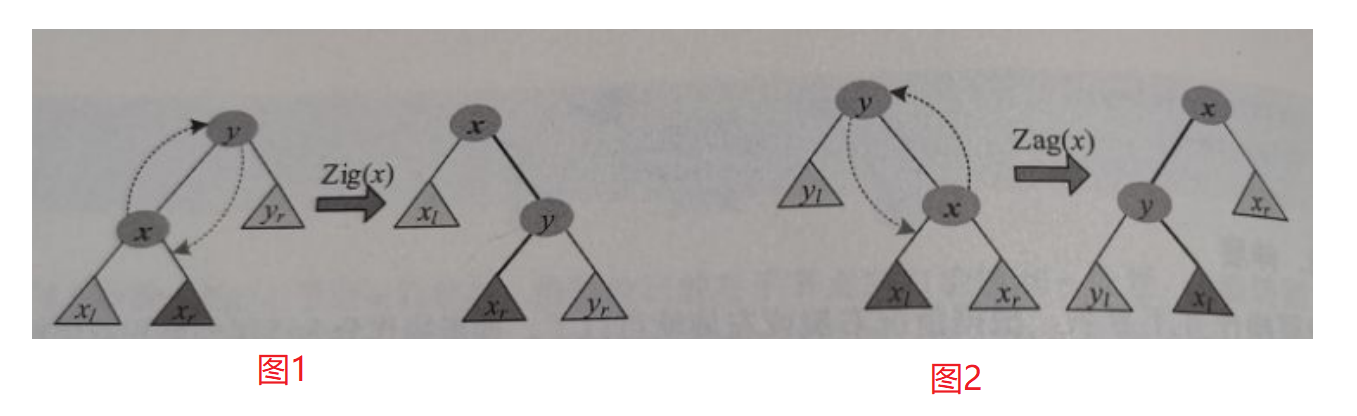 y
x
y_r
x_l
x_r
Zig(x)
x
x_l
y
x_r
y_r
y
y_l
x
x_l
x_r
Zag(x)
x
y
x_r
y_l
x_l
图1
图2